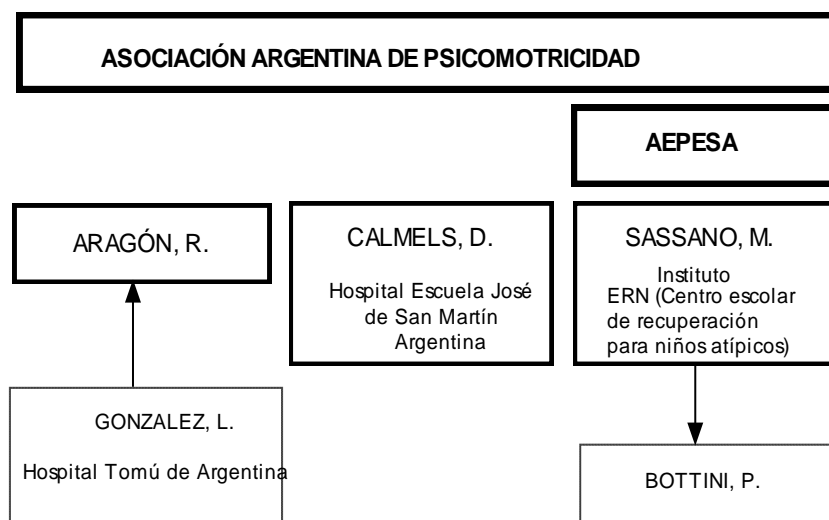 ASOCIACIÓN ARGENTINA DE PSICOMOTRICIDAD
AEPESA
ARAGÓN, R.
CALMELS, D.
Hospital Escuela José
de San Martín
Argentina
SASSANO, M.
Instituto
ERN (Centro escolar
de recuperación
para niños atípicos)
GONZALEZ, L.
Hospital Tomú de Argentina
BOTTINI, P.